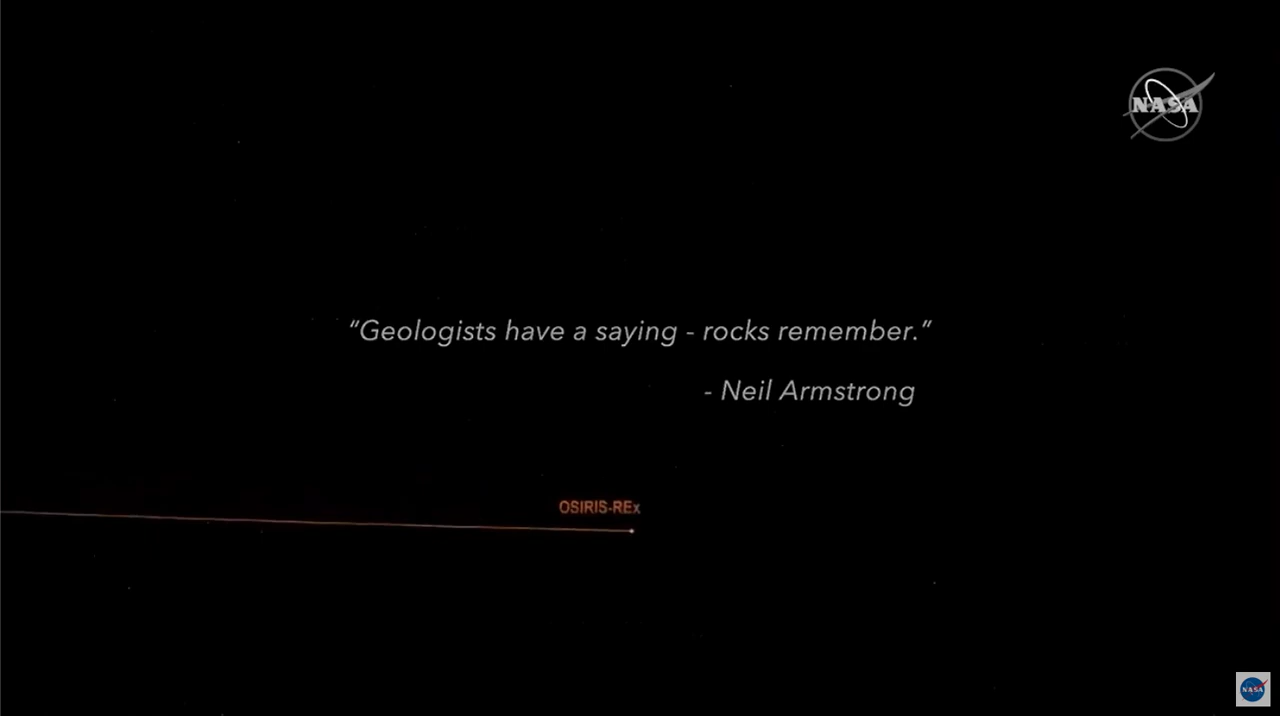 NASA
“Geologists have a saying - rocks remember.”
- Neil Armstrong
OSIRIS-REx
NASA